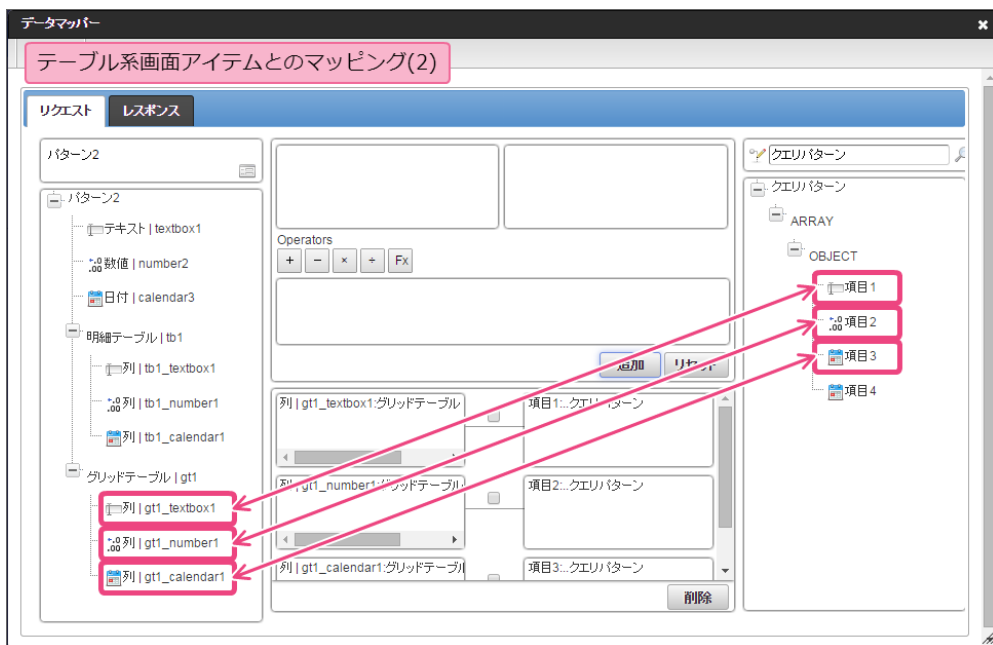 データマッパー
テーブル系画面アイテムとのマッピング(2)
リクエスト
レスポンス
パターン2
パターン2
テキスト | textbox1
数値 | number2
日付 | calendar3
明細テーブル | tb1
列 | tb1_textbox1
列 | tb1_number1
列 | tb1_calendar1
グリッドテーブル | gt1
列 | gt1_textbox1
列 | gt1_number1
列 | gt1_calendar1
Operators
+ − × ÷ Fx
追加
リセット
列 | gt1_textbox1:グリッドテーブル
項目1:..クエリパターン
列 | gt1_number1:グリッドテーブル
項目2:..クエリパターン
列 | gt1_calendar1:グリッドテーブル
項目3:..クエリパターン
削除
クエリパターン
クエリパターン
ARRAY
OBJECT
項目1
項目2
項目3
項目4